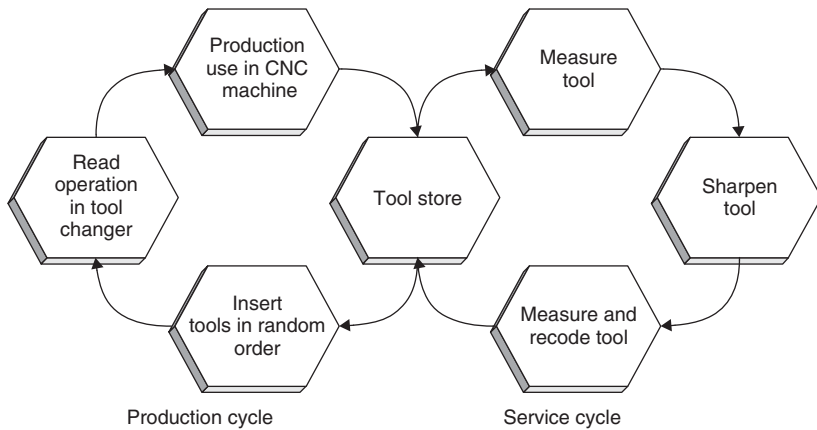 Production
use in CNC
machine
Measure
tool
Read
operation
in tool
changer
Tool store
Sharpen
tool
Insert
tools in random
order
Measure and
recode tool
Production cycle
Service cycle